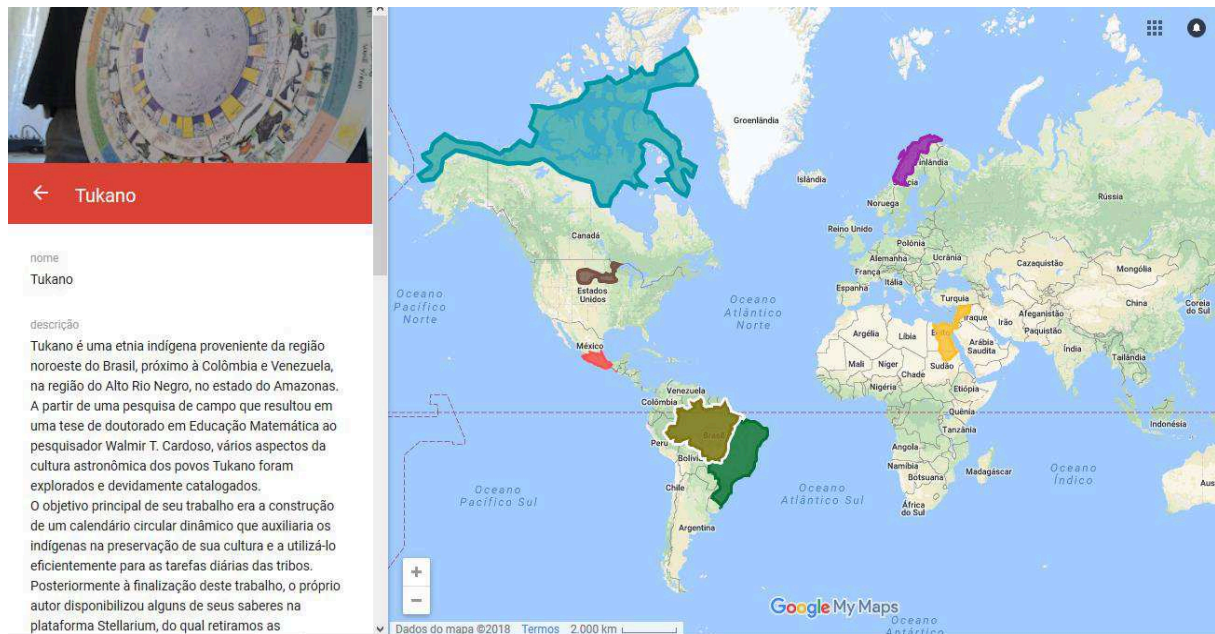 Tukano
nome
Tukano
descrição
Tukano é uma etnia indígena proveniente da região
noroeste do Brasil, próximo à Colômbia e Venezuela,
na região do Alto Rio Negro, no estado do Amazonas.
A partir de uma pesquisa de campo que resultou em
uma tese de doutorado em Educação Matemática ao
pesquisador Walmir T. Cardoso, vários aspectos da
cultura astronômica dos povos Tukano foram
explorados e devidamente catalogados.
O objetivo principal de seu trabalho era a construção
de um calendário circular dinâmico que auxiliaria os
indígenas na preservação de sua cultura e a utilizá-lo
eficientemente para as tarefas diárias das tribos.
Posteriormente à finalização deste trabalho, o próprio
autor disponibilizou alguns de seus saberes na
plataforma Stellarium, do qual retiramos as
Groenlândia
Islândia
Noruega
Rússia
Reino Unido
Polônia
Alemanha
Ucrânia
França
Itália
Espanha
Turquia
Cazaquistão
Mongólia
China
Coreia
do Sul
Afeganistão
Iraque
Irão
Paquistão
Arábia
Saudita
Índia
Tailândia
Argélia
Líbia
Mali
Níger
Chade
Sudão
Nigéria
Etiópia
Quênia
Tanzânia
Indonésia
Angola
Namíbia
Botsuana
Madagáscar
África
do Sul
Oceano
Índico
Aus
Canadá
Estados
Unidos
México
Oceano
Pacífico
Norte
Oceano
Atlântico
Norte
Venezuela
Colômbia
Peru
Brasil
Bolívia
Chile
Argentina
Oceano
Pacífico Sul
Oceano
Atlântico Sul
+
−
Google My Maps
Oceano
Antártico
Dados do mapa ©2018 Termos 2.000 km